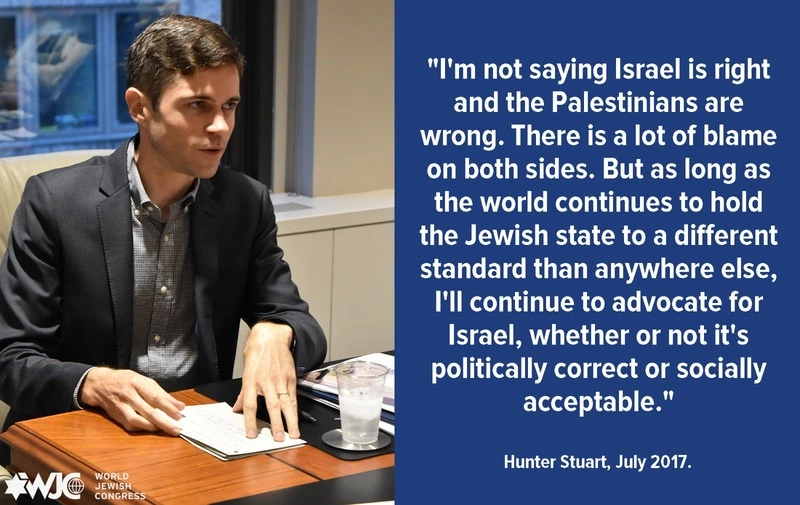 "I'm not saying Israel is right
and the Palestinians are
wrong. There is a lot of blame
on both sides. But as long as
the world continues to hold
the Jewish state to a different
standard than anywhere else,
I'll continue to advocate for
Israel, whether or not it's
politically correct or socially
acceptable."
Hunter Stuart, July 2017.
WJC
WORLD
JEWISH
CONGRESS